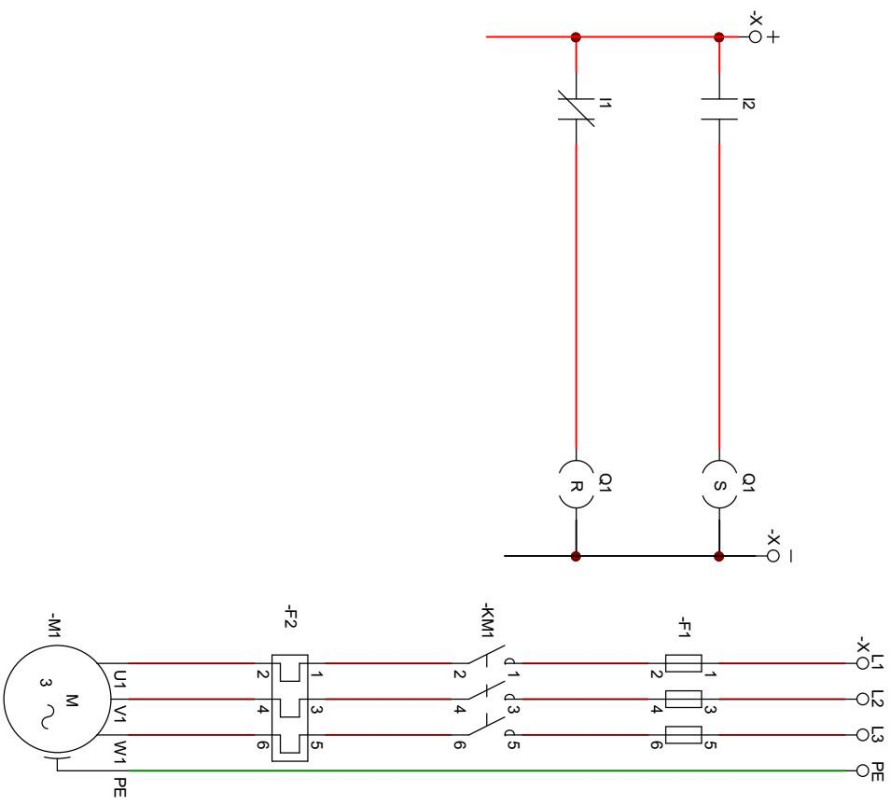 -X +
I2
I1
Q1
S
Q1
R
-X -
-X L1 L2 L3 PE
-F1
1 3 5
2 4 6
-KM1
1 3 5
2 4 6
-F2
1 3 5
2 4 6
-M1
U1 V1 W1 PE
M
3 ~